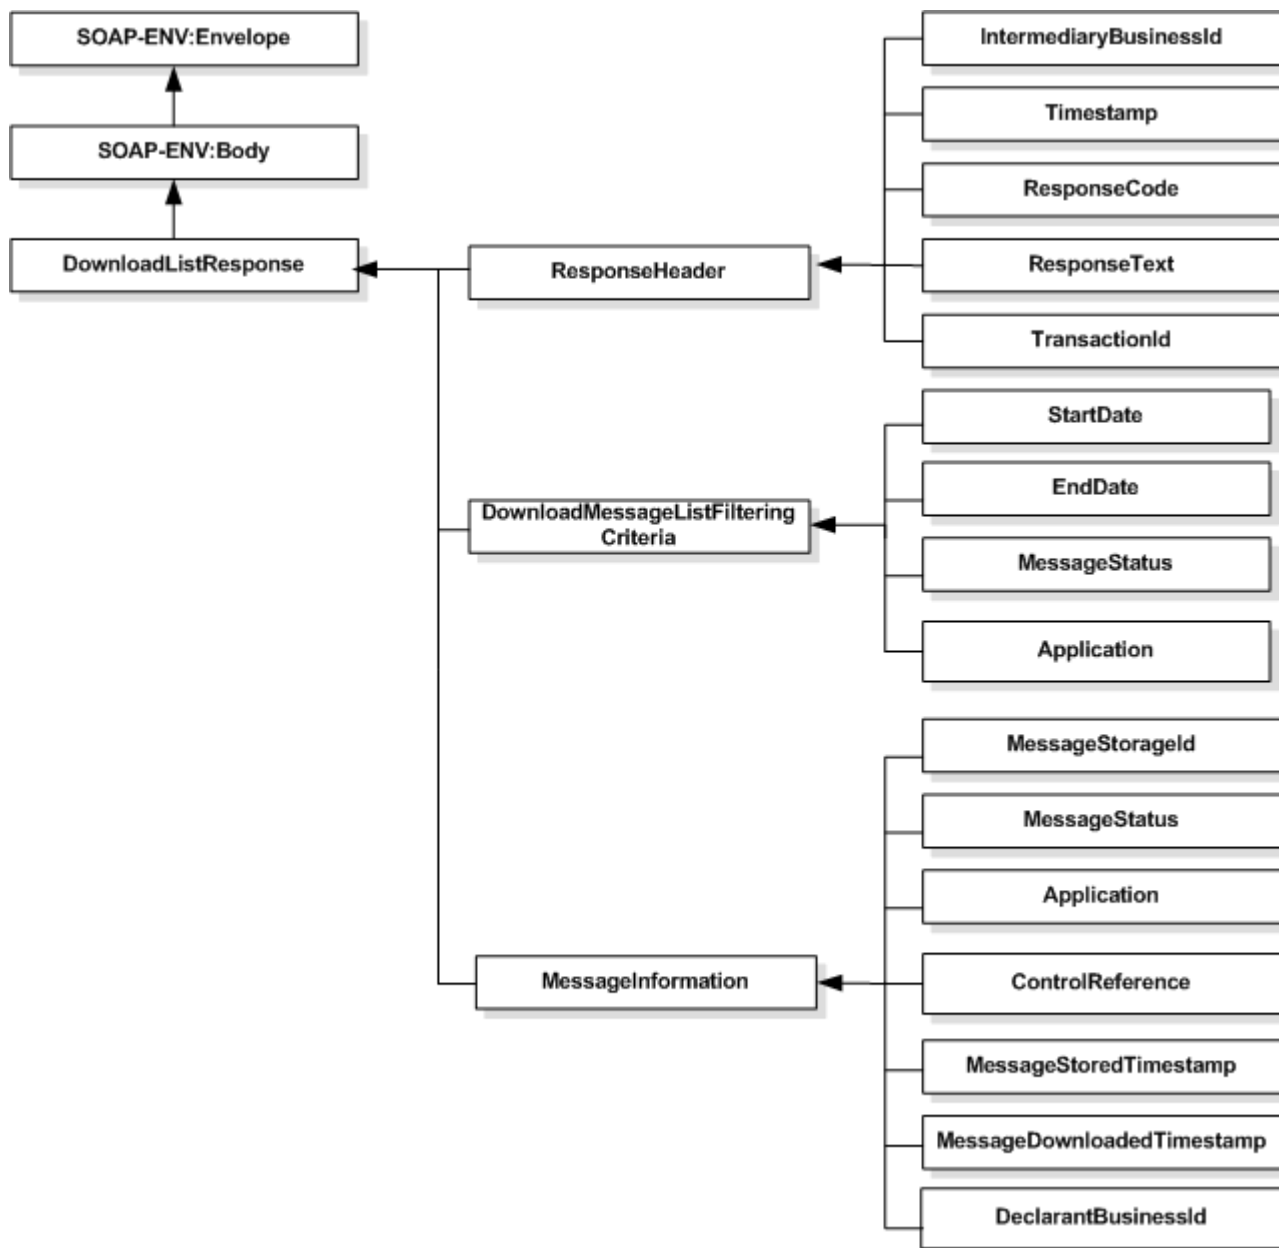 SOAP-ENV:Envelope
SOAP-ENV:Body
DownloadListResponse
ResponseHeader
IntermediaryBusinessId
Timestamp
ResponseCode
ResponseText
TransactionId
DownloadMessageListFiltering
Criteria
StartDate
EndDate
MessageStatus
Application
MessageInformation
MessageStorageId
MessageStatus
Application
ControlReference
MessageStoredTimestamp
MessageDownloadedTimestamp
DeclarantBusinessId